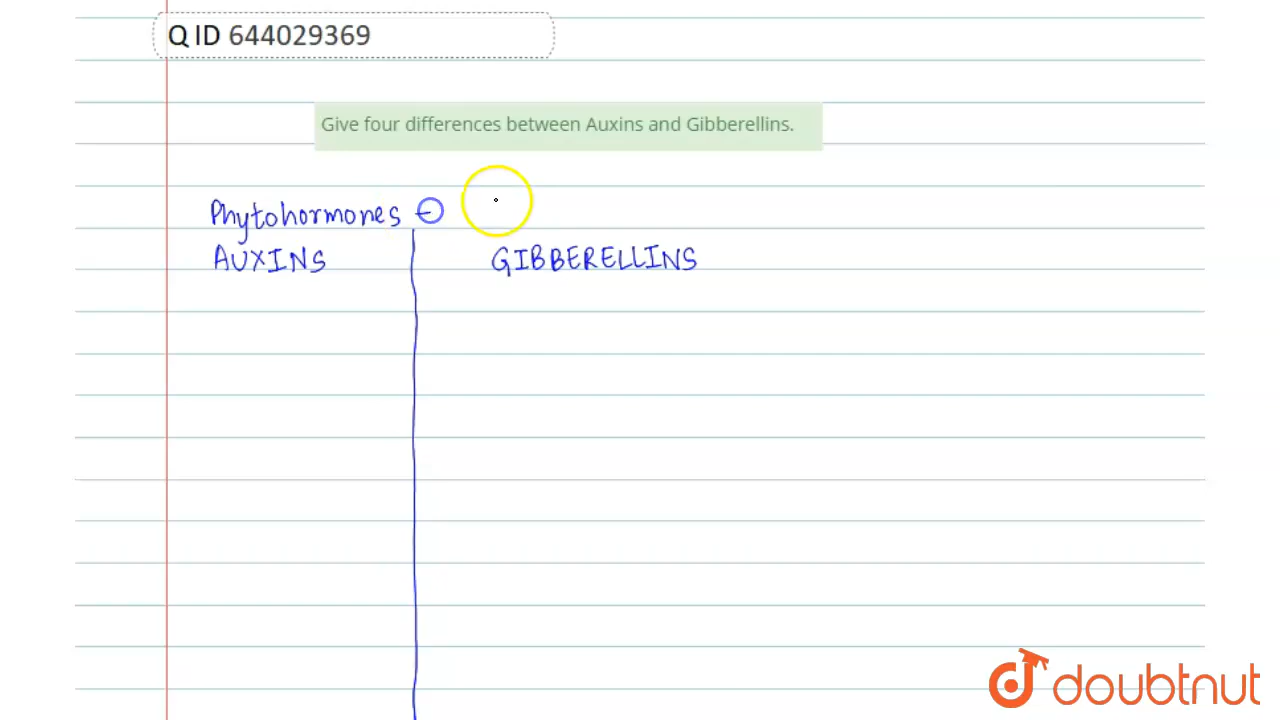 Q ID 644029369
Give four differences between Auxins and Gibberellins.
Phytohormones -
AUXINS GIBBERELLINS
doubtnut